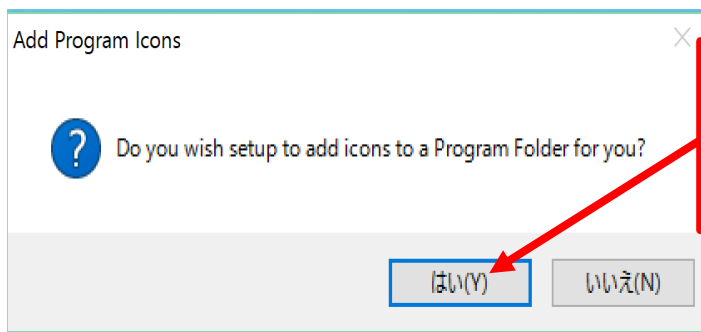 Add Program Icons
Do you wish setup to add icons to a Program Folder for you?
はい(Y)
いいえ(N)